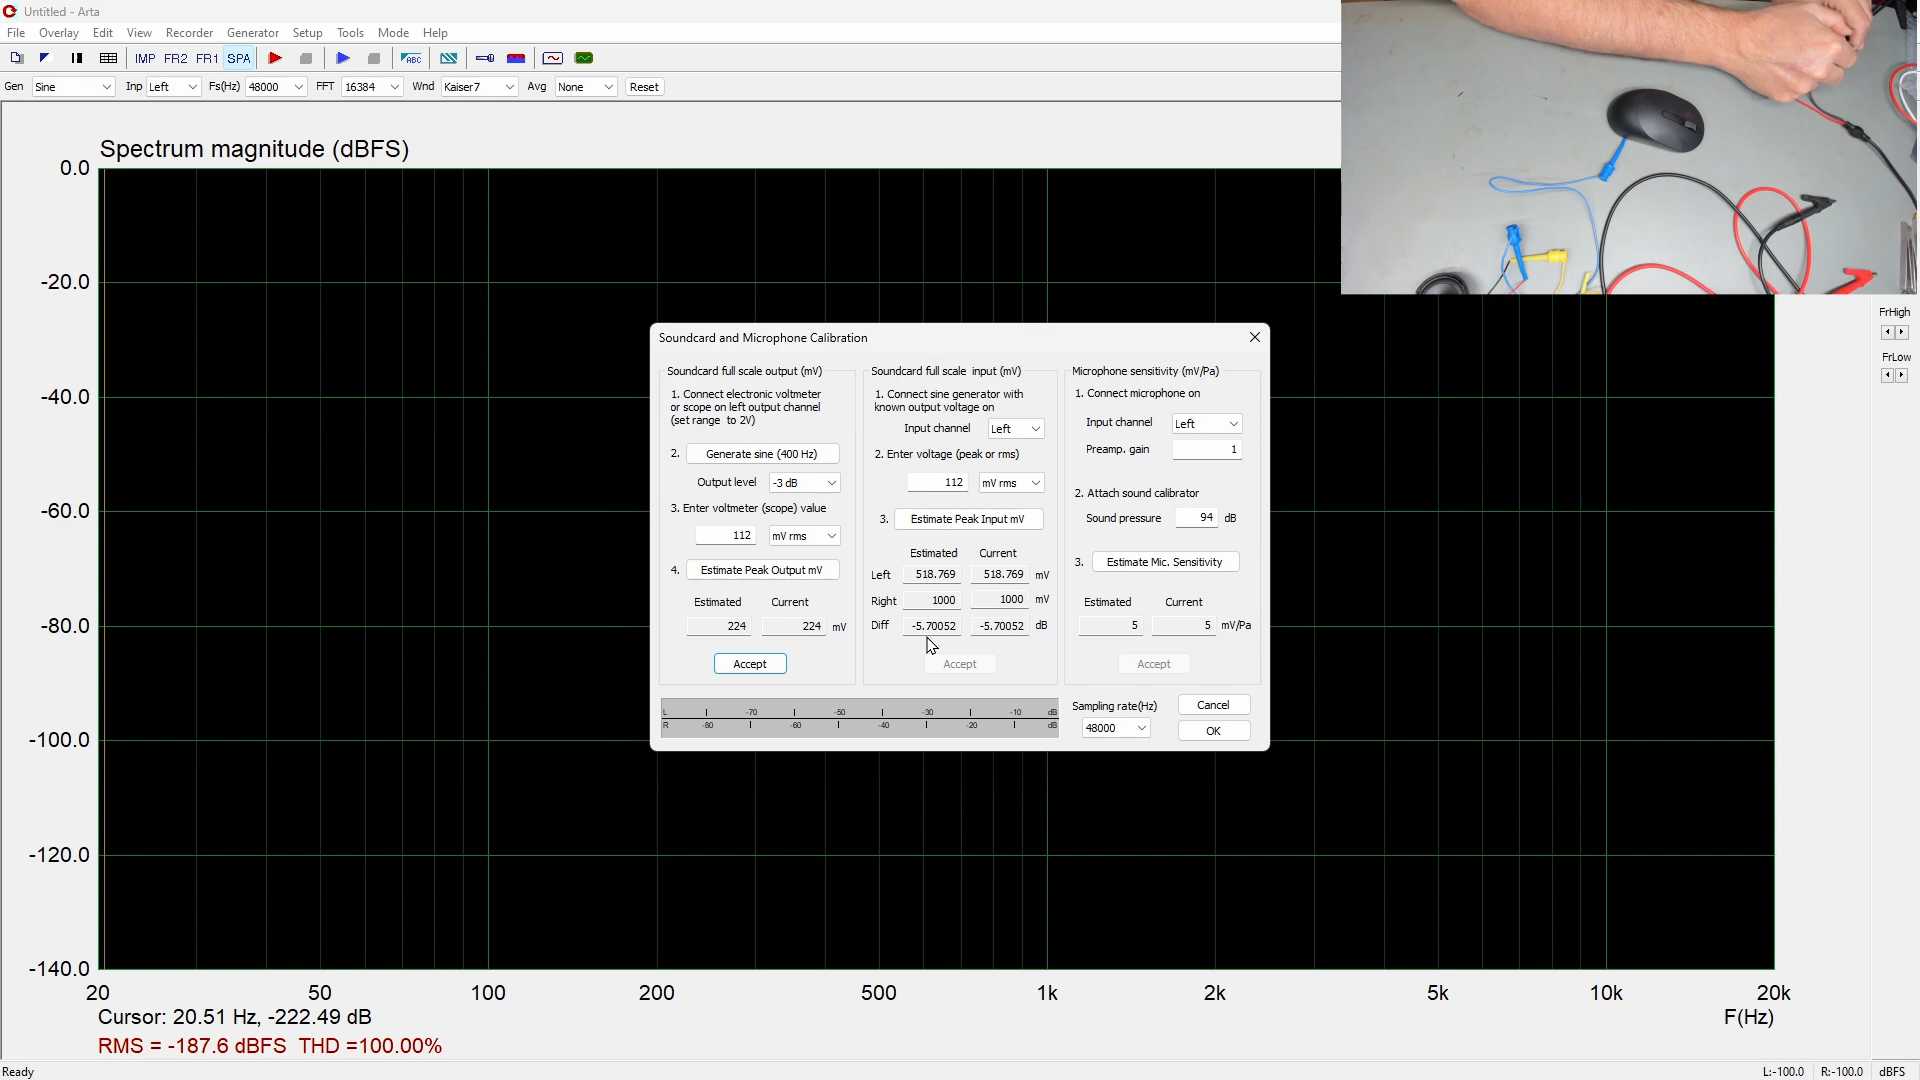 Untitled - Arta
File Overlay Edit View Recorder Generator Setup Tools Mode Help
IMP FR2 FR1 SPA ABC
Gen Sine Inp Left Fs(Hz) 48000 FFT 16384 Wnd Kaiser7 Avg None Reset
Spectrum magnitude (dBFS)
0.0
-20.0
-40.0
-60.0
-80.0
-100.0
-120.0
-140.0
20 50 100 200 500 1k 2k 5k 10k 20k
Cursor: 20.51 Hz, -222.49 dB
F(Hz)
RMS = -187.6 dBFS THD =100.00%
FrHigh
FrLow
Soundcard and Microphone Calibration
Soundcard full scale output (mV)
1. Connect electronic voltmeter
or scope on left output channel
(set range to 2V)
2. Generate sine (400 Hz)
Output level -3 dB
3. Enter voltmeter (scope) value
112 mV rms
4. Estimate Peak Output mV
Estimated Current
224 224 mV
Accept
Soundcard full scale input (mV)
1. Connect sine generator with
known output voltage on
Input channel Left
2. Enter voltage (peak or rms)
112 mV rms
3. Estimate Peak Input mV
Estimated Current
Left 518.769 518.769 mV
Right 1000 1000 mV
Diff -5.70052 -5.70052 dB
Accept
Microphone sensitivity (mV/Pa)
1. Connect microphone on
Input channel Left
Preamp. gain 1
2. Attach sound calibrator
Sound pressure 94 dB
3. Estimate Mic. Sensitivity
Estimated Current
5 5 mV/Pa
Accept
L -70 -50 -30 -10 dB
R -80 -60 -40 -20 dB
Sampling rate(Hz)
48000
Cancel
OK
Ready
L:-100.0 R:-100.0 dBFS